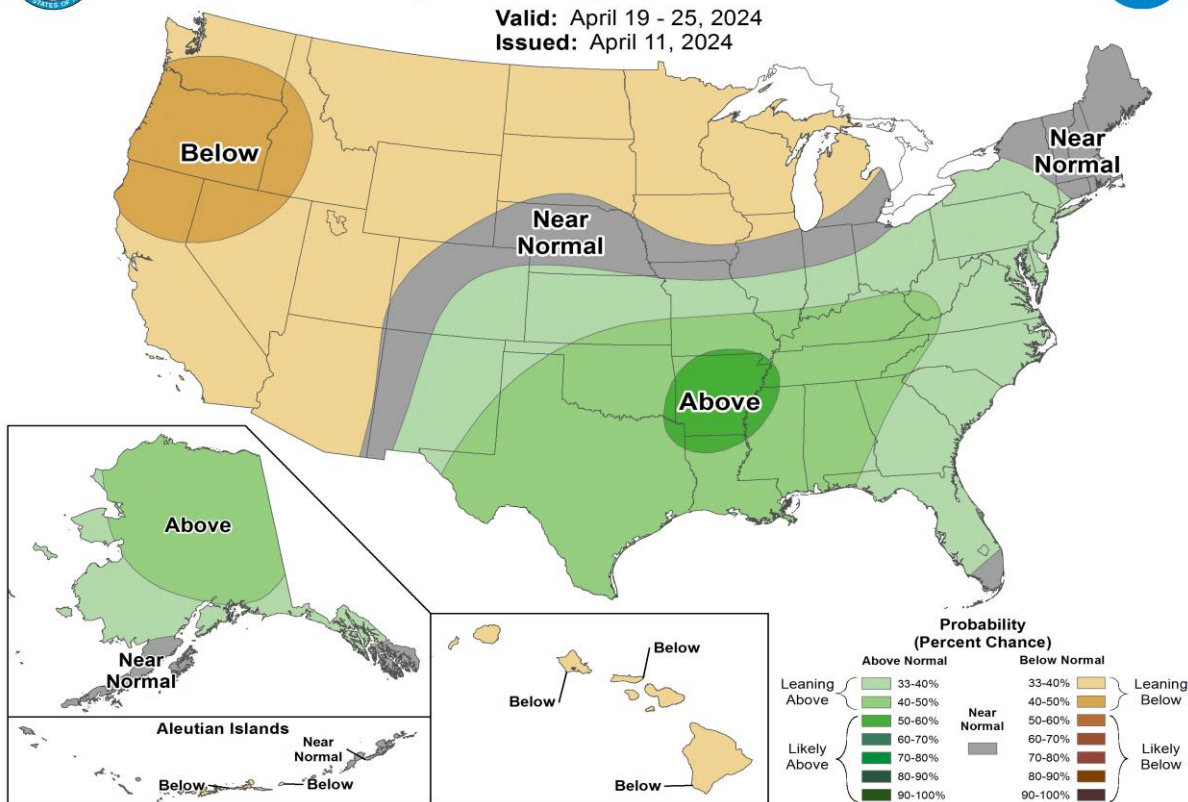 Valid: April 19 - 25, 2024
Issued: April 11, 2024
Below
Near
Normal
Near
Normal
Above
Above
Near
Normal
Aleutian Islands
Near
Normal
Below
Below
Below
Below
Below
Probability
(Percent Chance)
Above Normal
Below Normal
Leaning
Above
33-40%
40-50%
Likely
Above
50-60%
60-70%
70-80%
80-90%
90-100%
Near
Normal
33-40%
40-50%
Leaning
Below
50-60%
60-70%
70-80%
80-90%
90-100%
Likely
Below